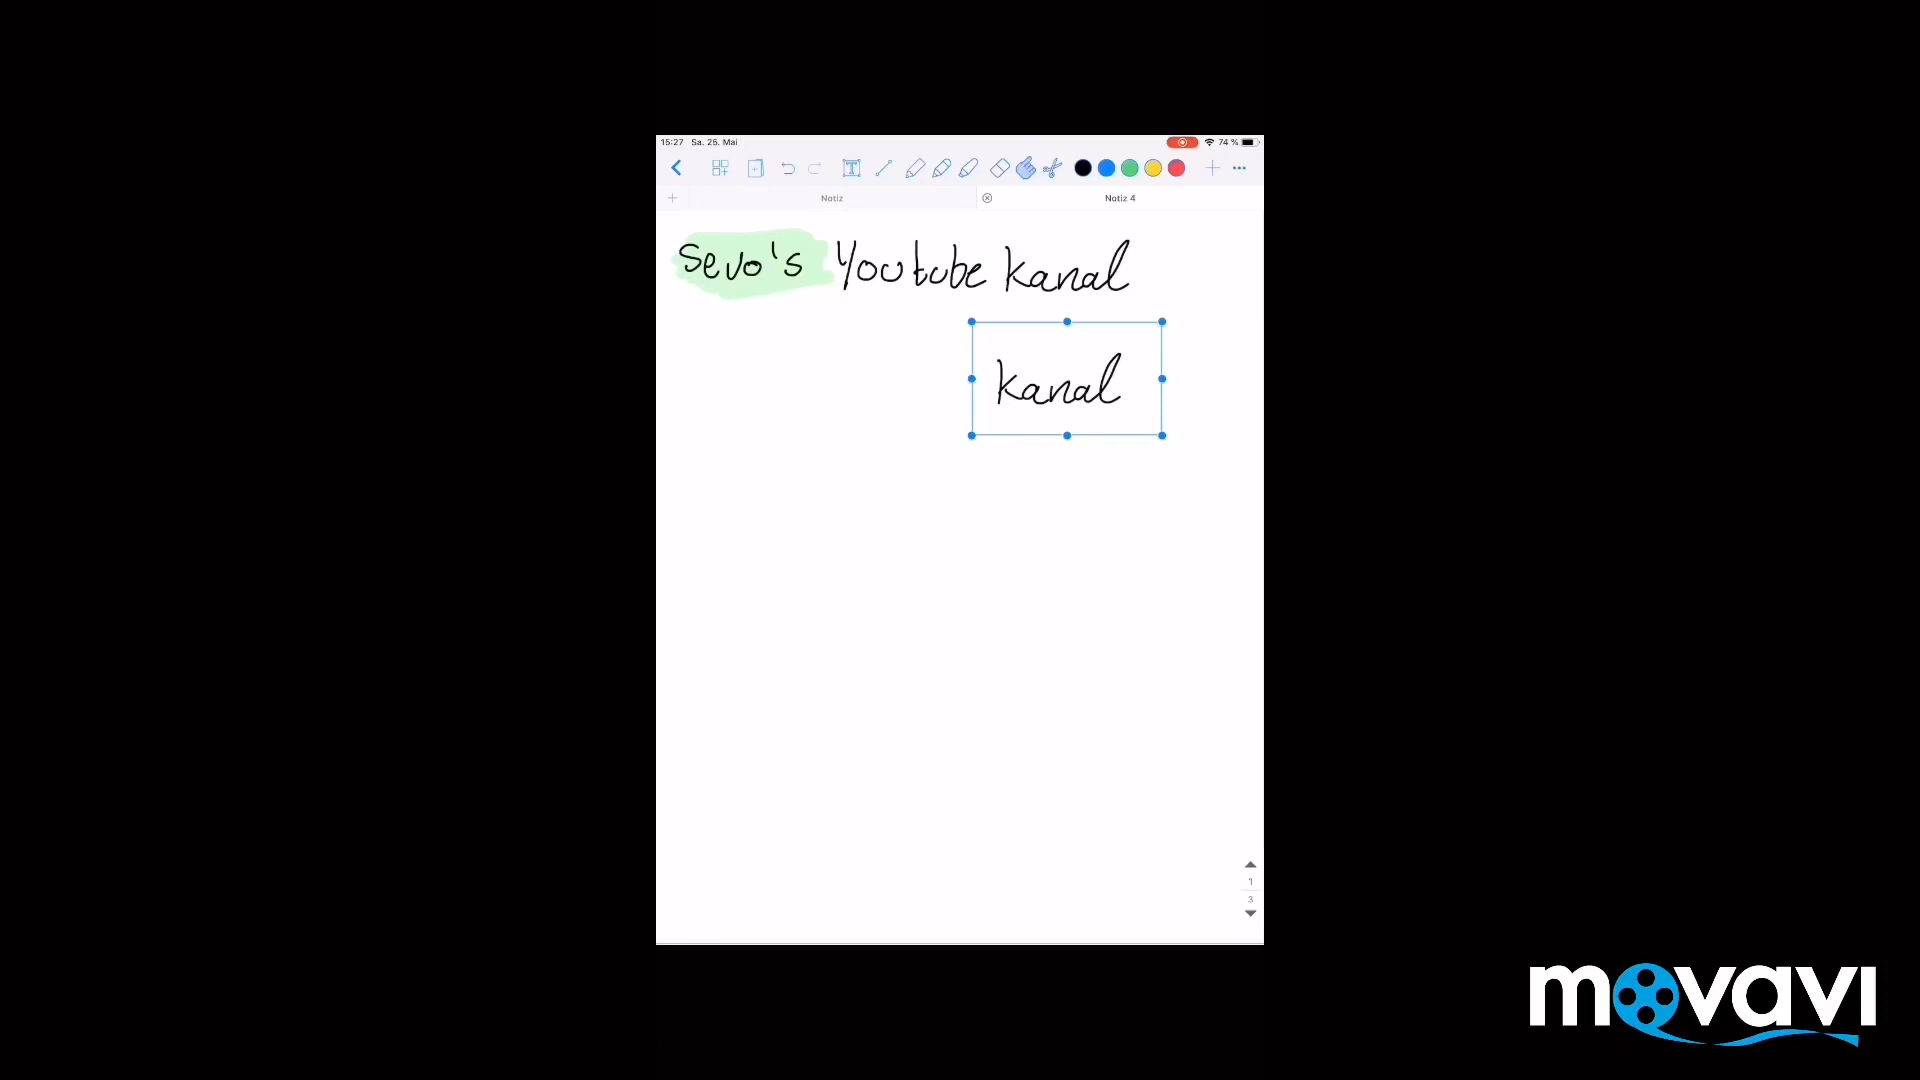 15:27 Sa. 25. Mai 74 %
T
Notiz Notiz 4
Sevo's Youtube Kanal
Kanal
1
3
movavi